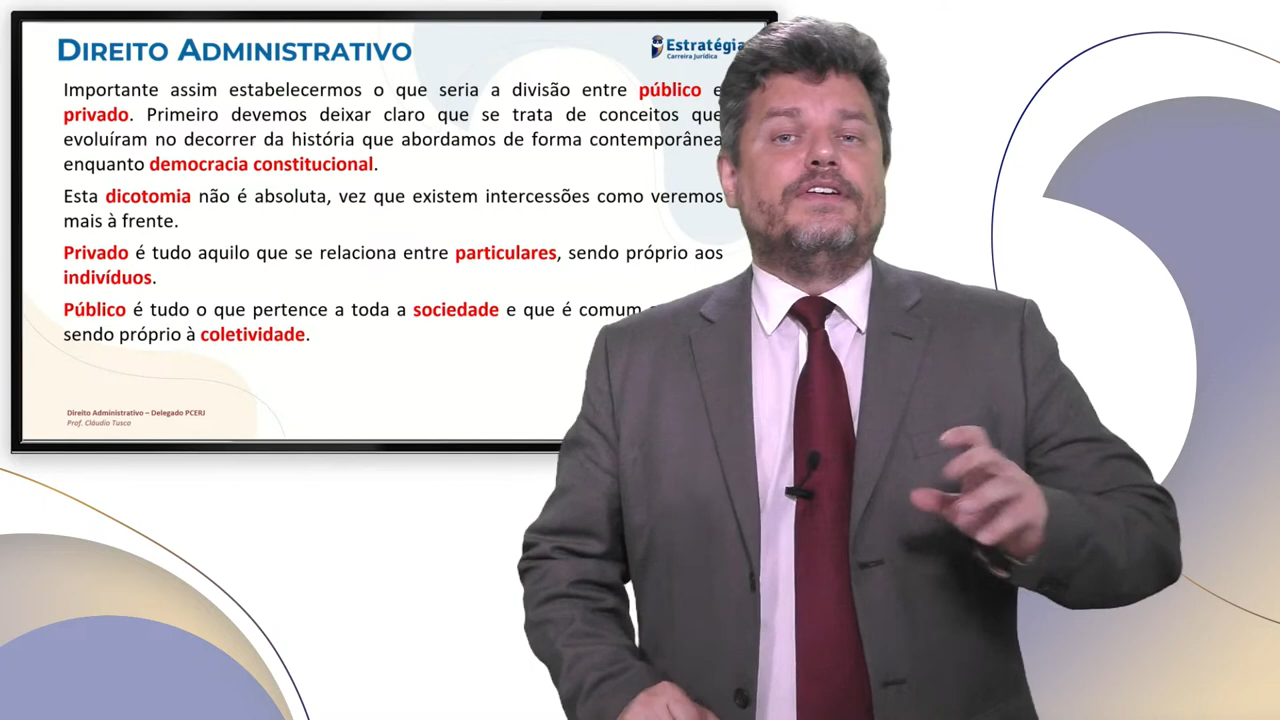 DIREITO ADMINISTRATIVO
Estratégia
Carreira Jurídica
Importante assim estabelecermos o que seria a divisão entre público e
privado. Primeiro devemos deixar claro que se trata de conceitos que
evoluíram no decorrer da história que abordamos de forma contemporânea
enquanto democracia constitucional.
Esta dicotomia não é absoluta, vez que existem intercessões como veremos
mais à frente.
Privado é tudo aquilo que se relaciona entre particulares, sendo próprio aos
indivíduos.
Público é tudo o que pertence a toda a sociedade e que é comum
sendo próprio à coletividade.
Direito Administrativo – Delegado PCERJ
Prof. Cláudio Tusco